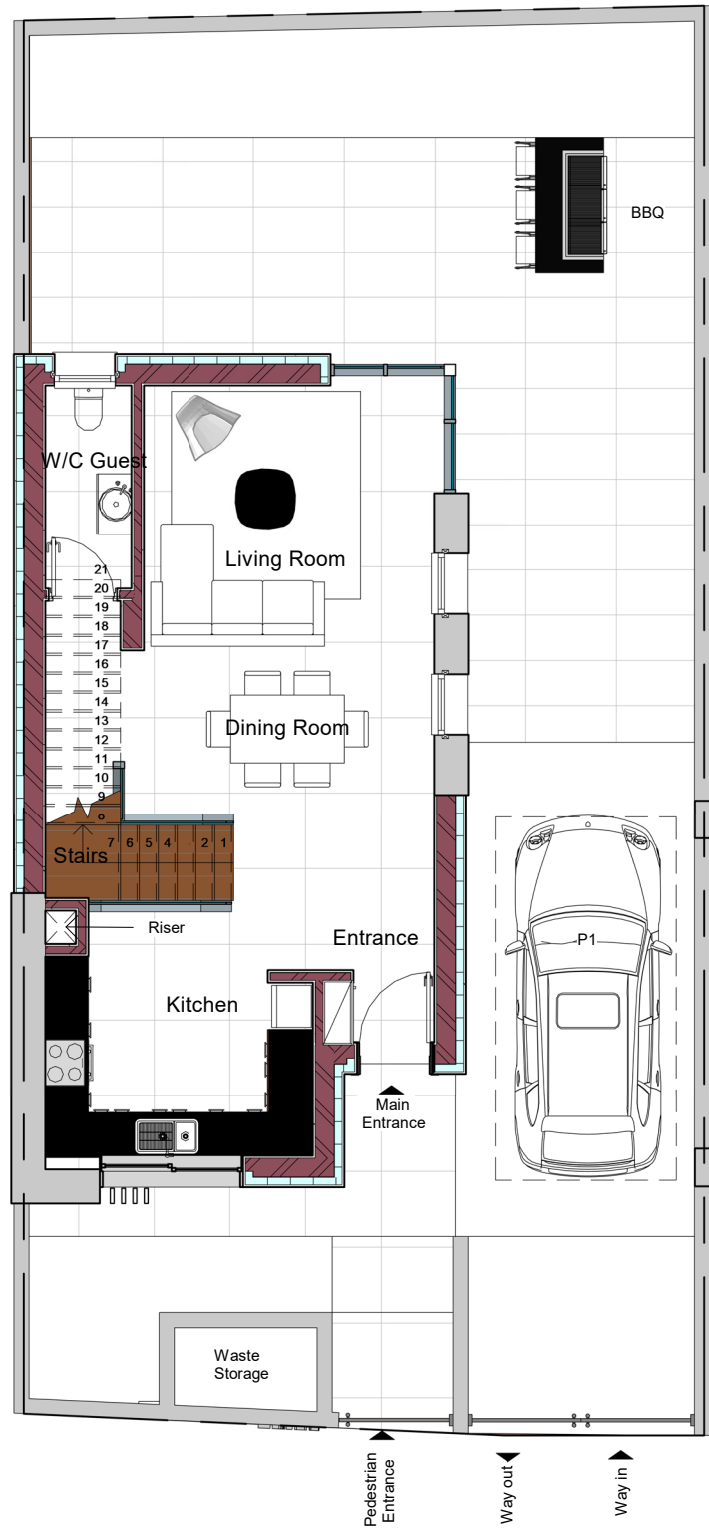 BBQ
W/C Guest
Living Room
21
20
19
18
17
16
15
14
13
12
11
10
9
8
Dining Room
Stairs
7 6 5 4 2 1
Riser
Entrance
P1
Kitchen
Main
Entrance
Waste
Storage
Pedestrian
Entrance
Way out
Way in